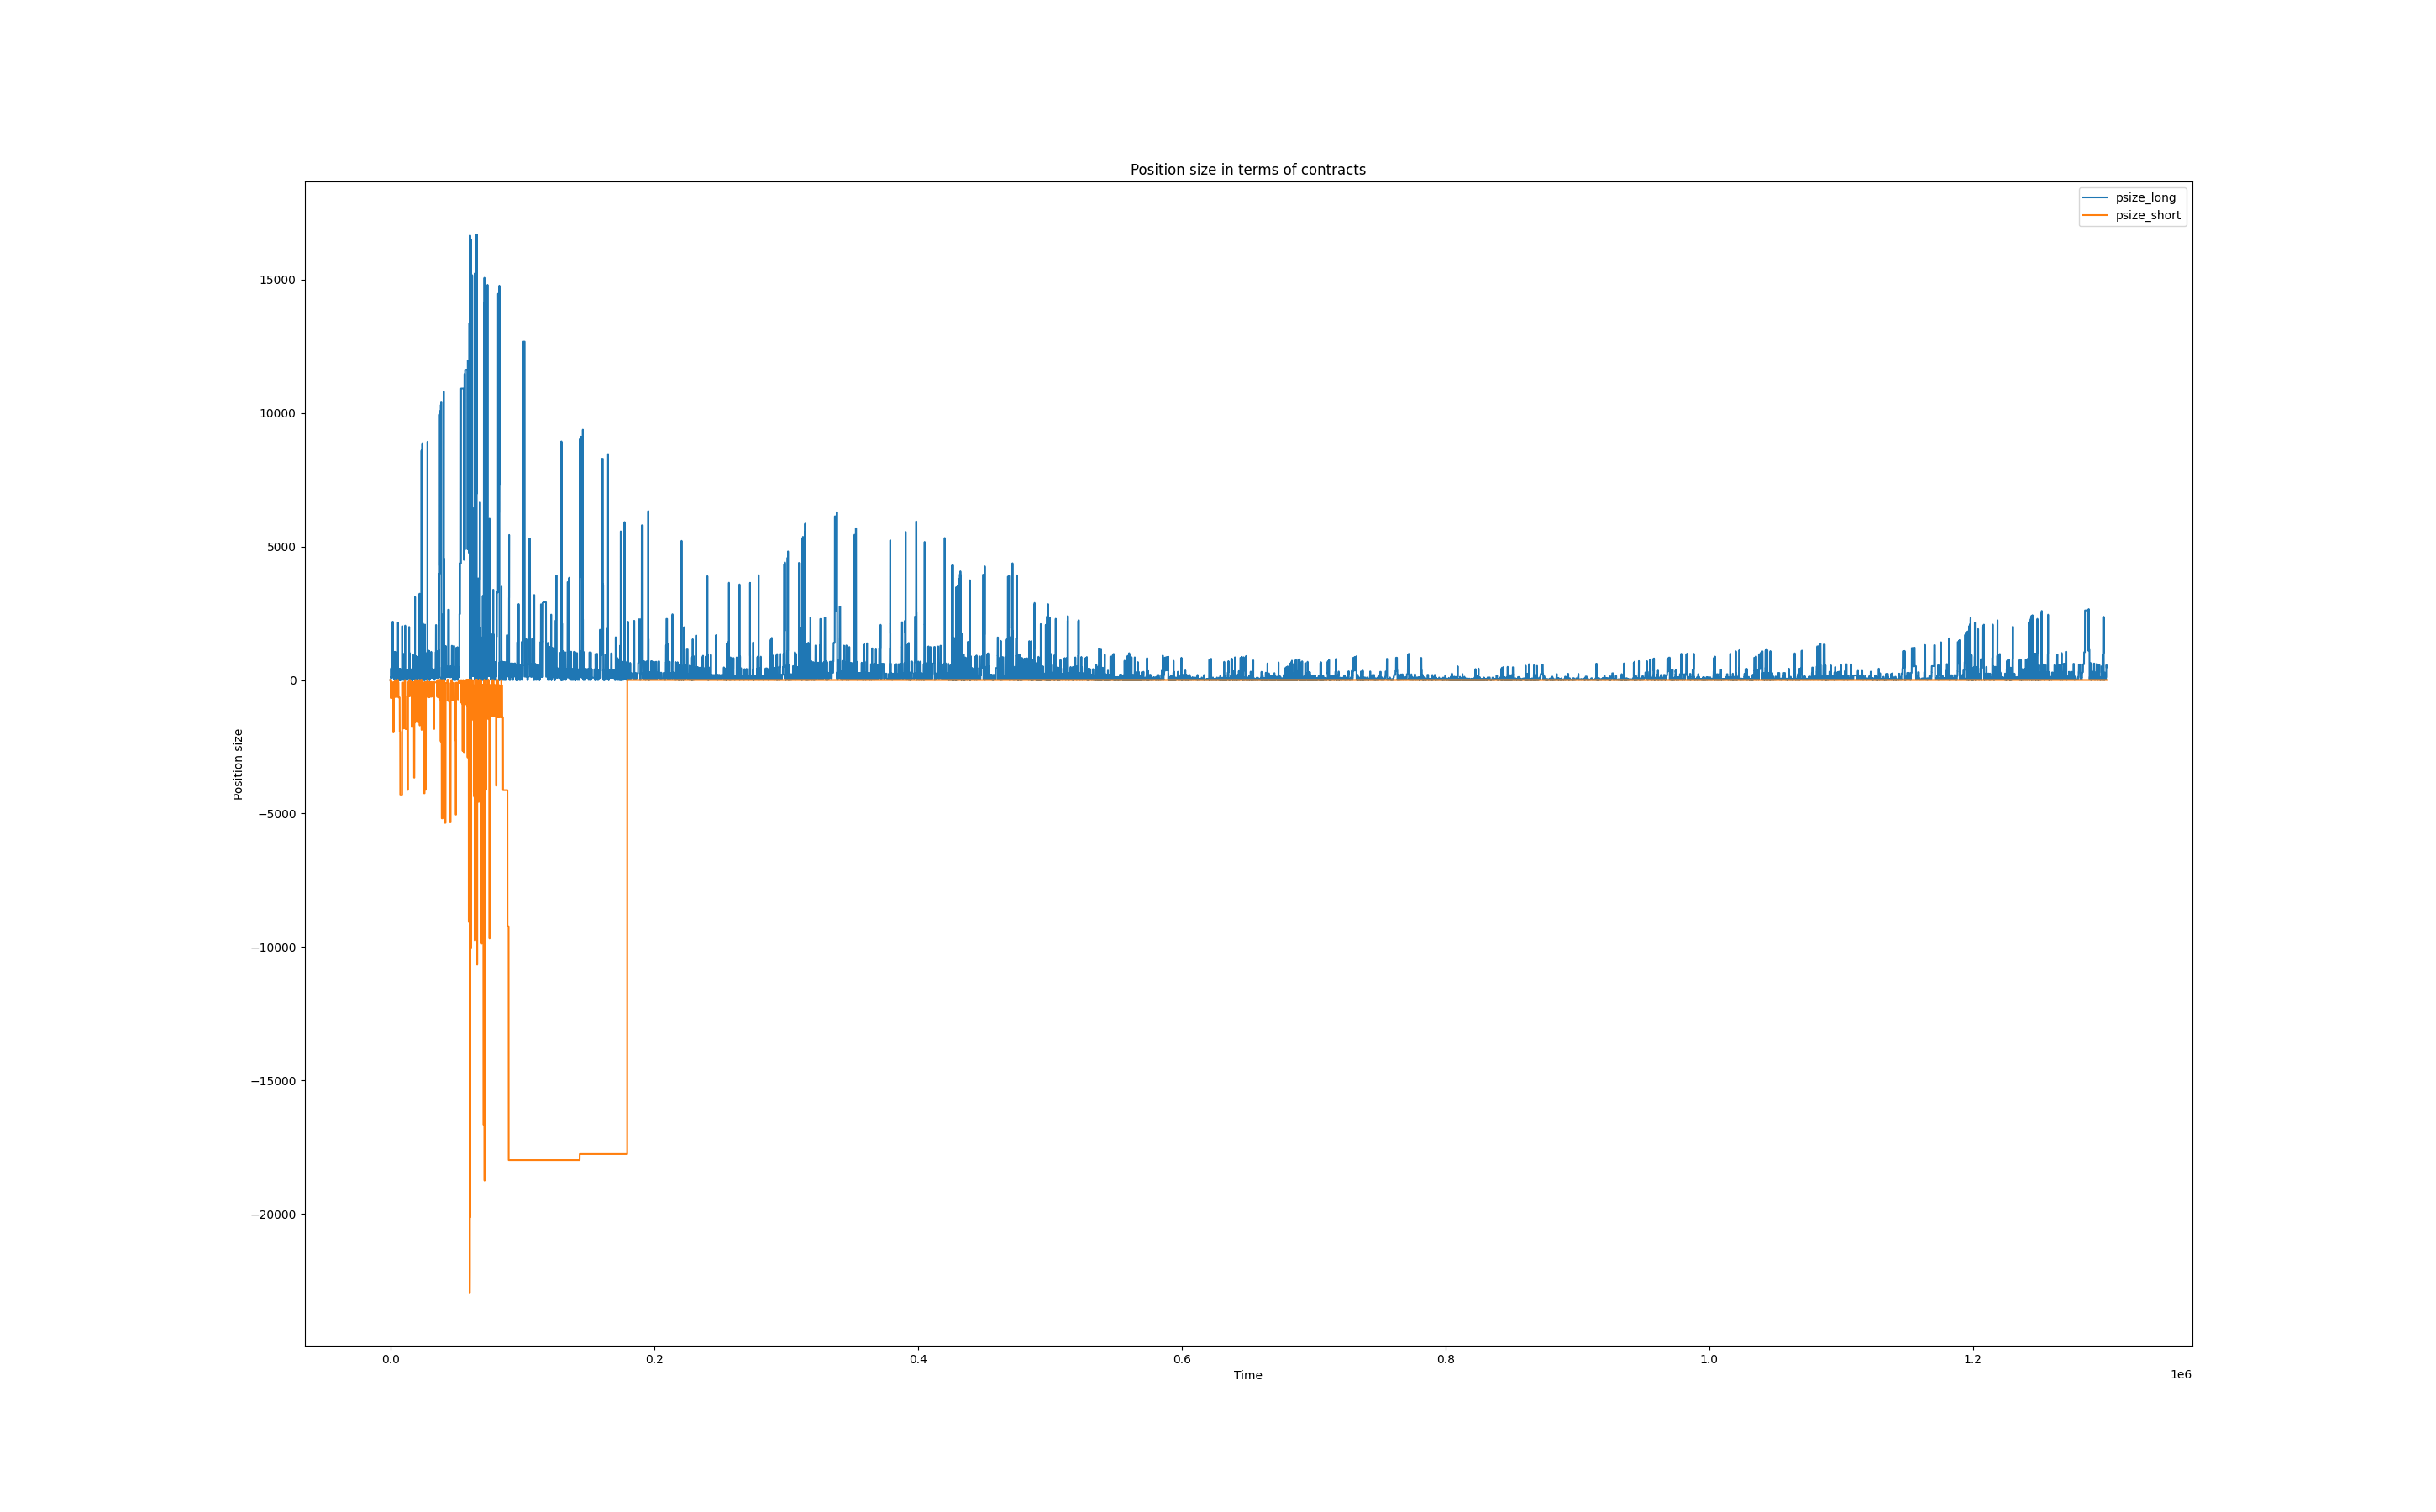 Position size in terms of contracts
psize_long
psize_short
15000
10000
5000
0
−5000
−10000
−15000
−20000
Position size
0.0 0.2 0.4 0.6 0.8 1.0 1.2
Time
1e6